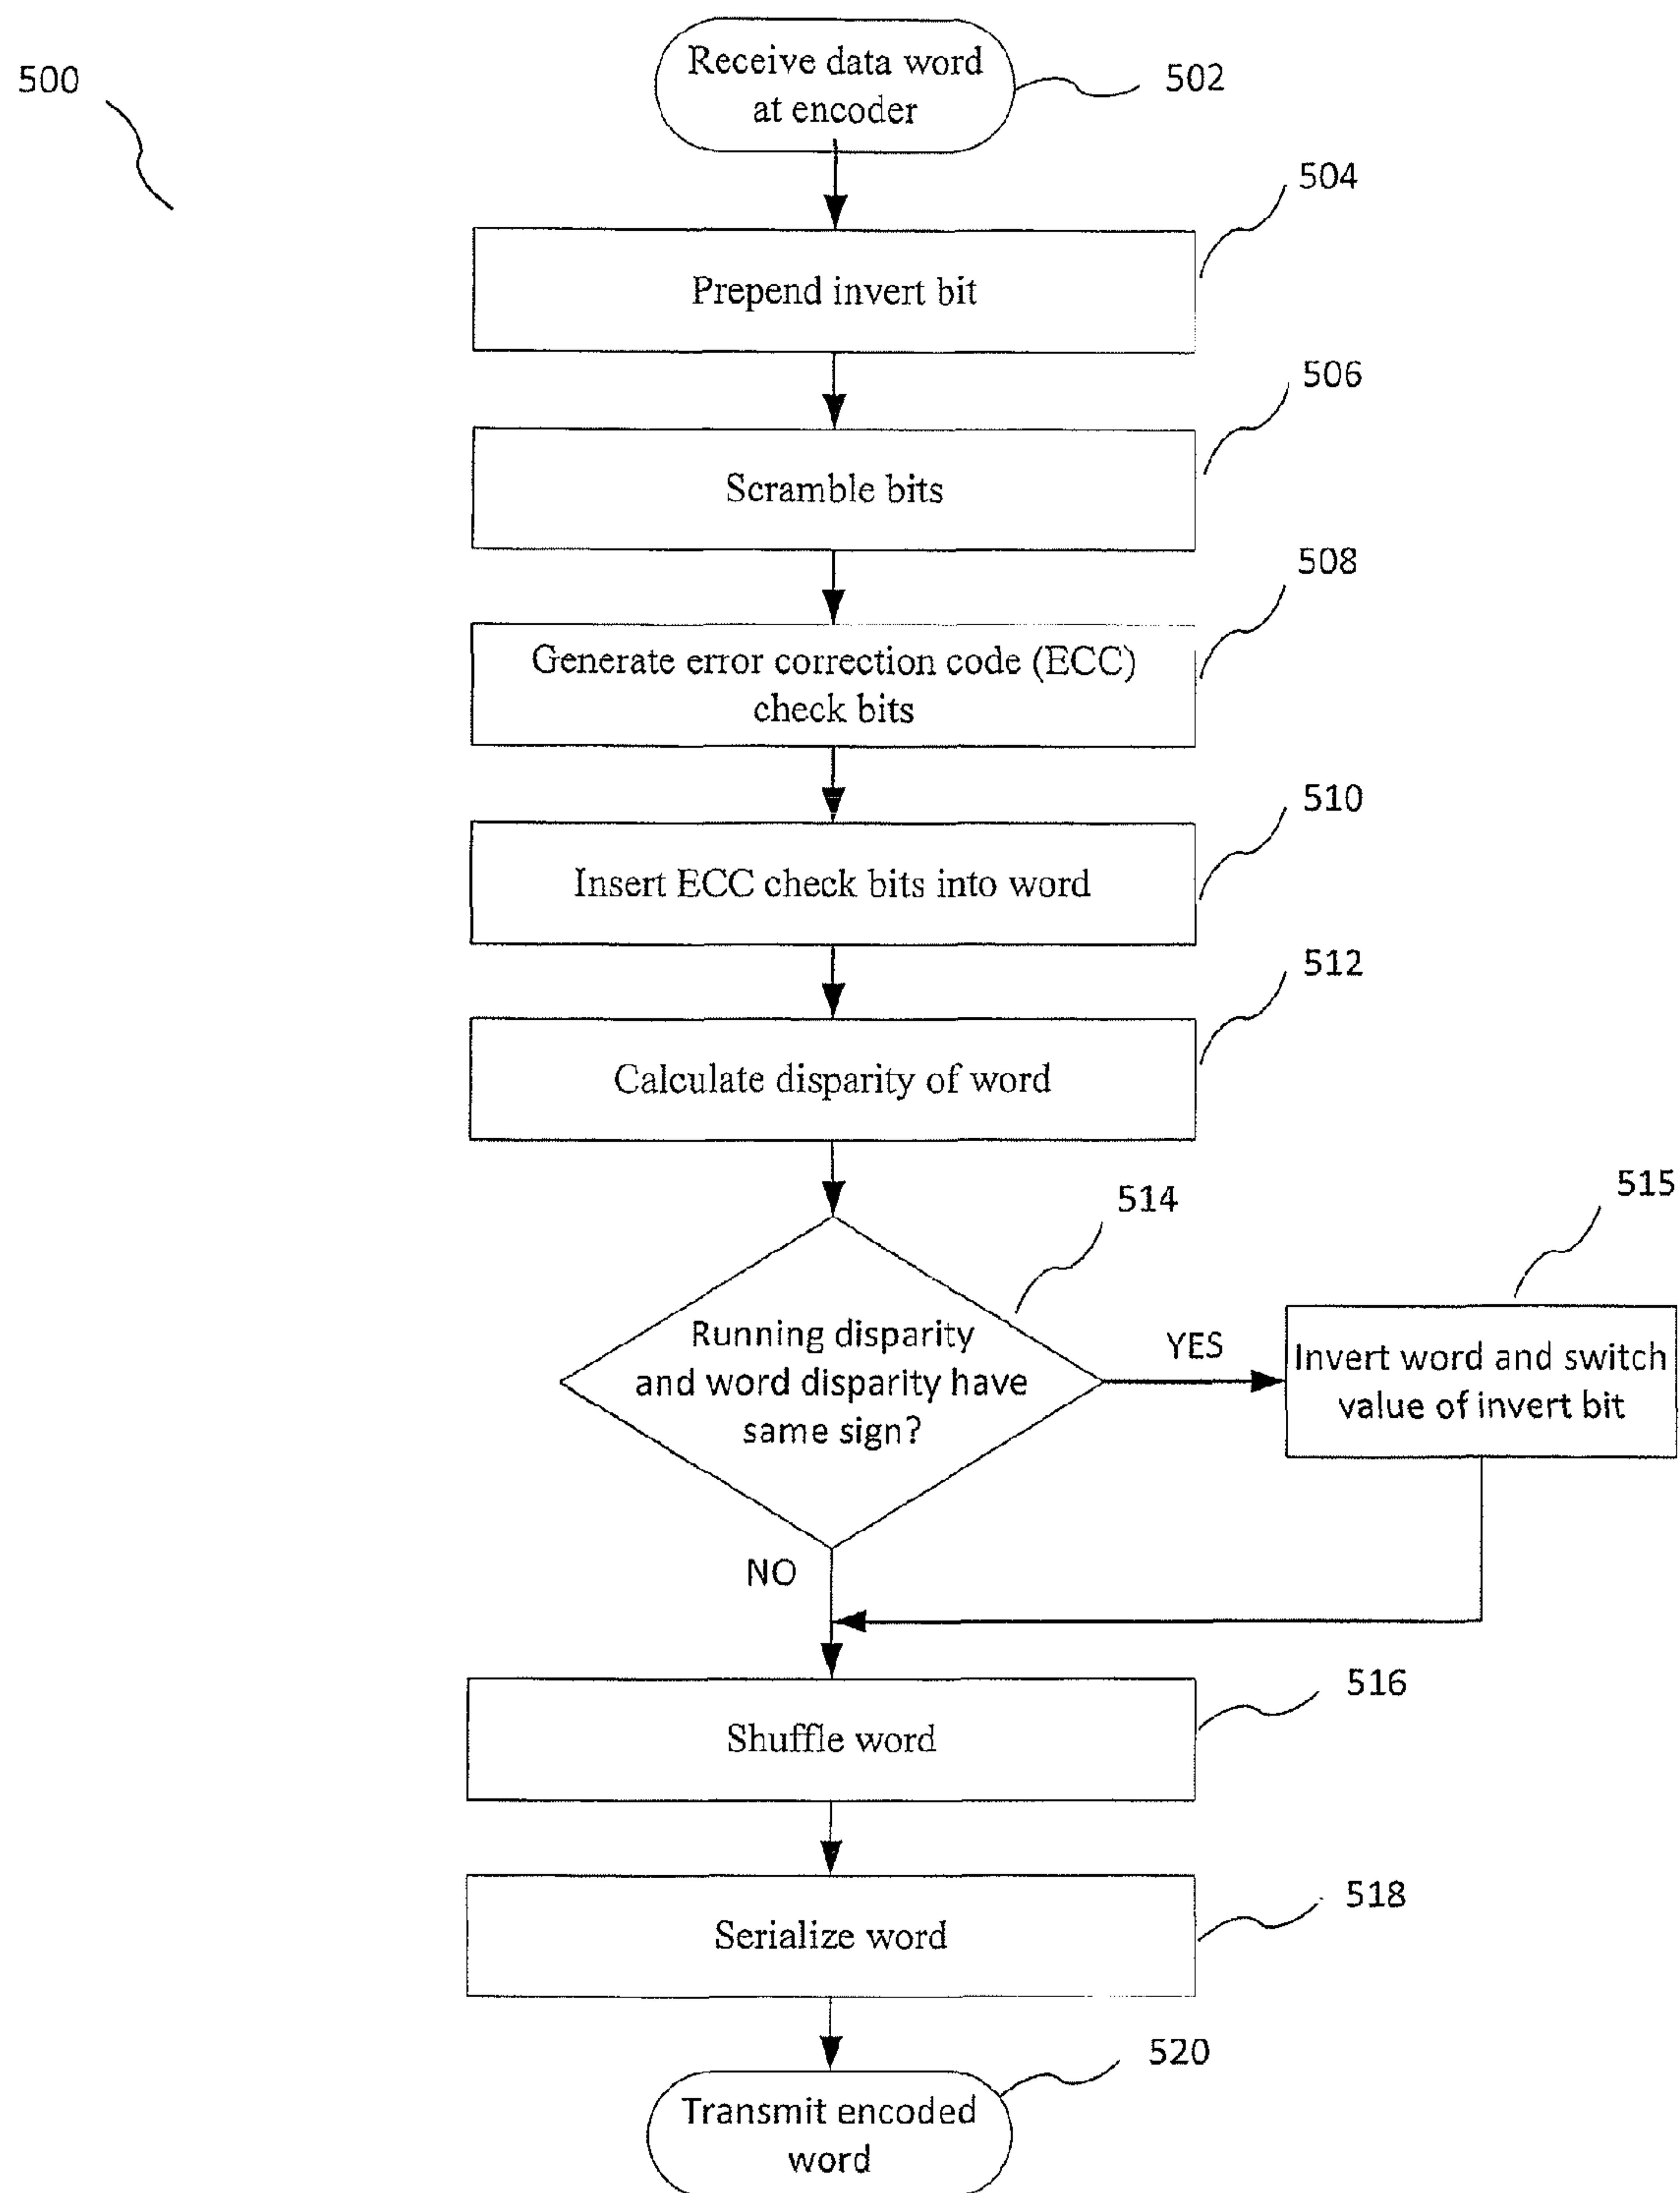 500
Receive data word
at encoder
502
504
Prepend invert bit
506
Scramble bits
508
Generate error correction code (ECC)
check bits
510
Insert ECC check bits into word
512
Calculate disparity of word
514
515
Running disparity
and word disparity have
same sign?
YES
Invert word and switch
value of invert bit
NO
516
Shuffle word
518
Serialize word
520
Transmit encoded
word